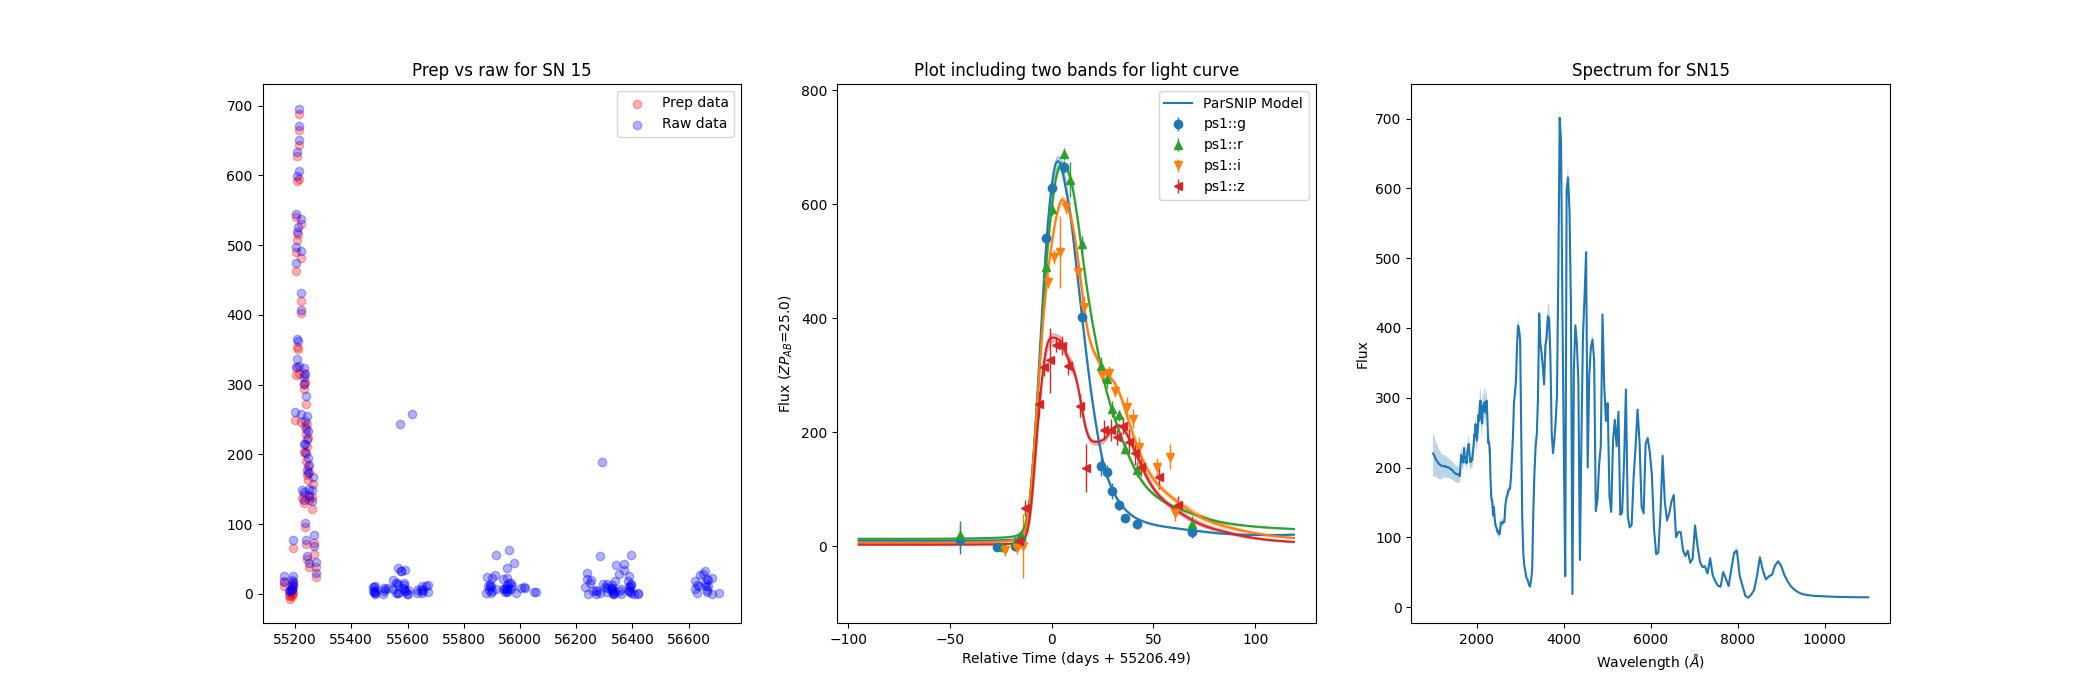 Prep vs raw for SN 15
Prep data
Raw data
700
600
500
400
300
200
100
0
55200 55400 55600 55800 56000 56200 56400 56600
Plot including two bands for light curve
ParSNIP Model
ps1::g
ps1::r
ps1::i
ps1::z
Flux (ZP_AB=25.0)
800
600
400
200
0
−100 −50 0 50 100
Relative Time (days + 55206.49)
Spectrum for SN15
Flux
700
600
500
400
300
200
100
0
2000 4000 6000 8000 10000
Wavelength (Å)